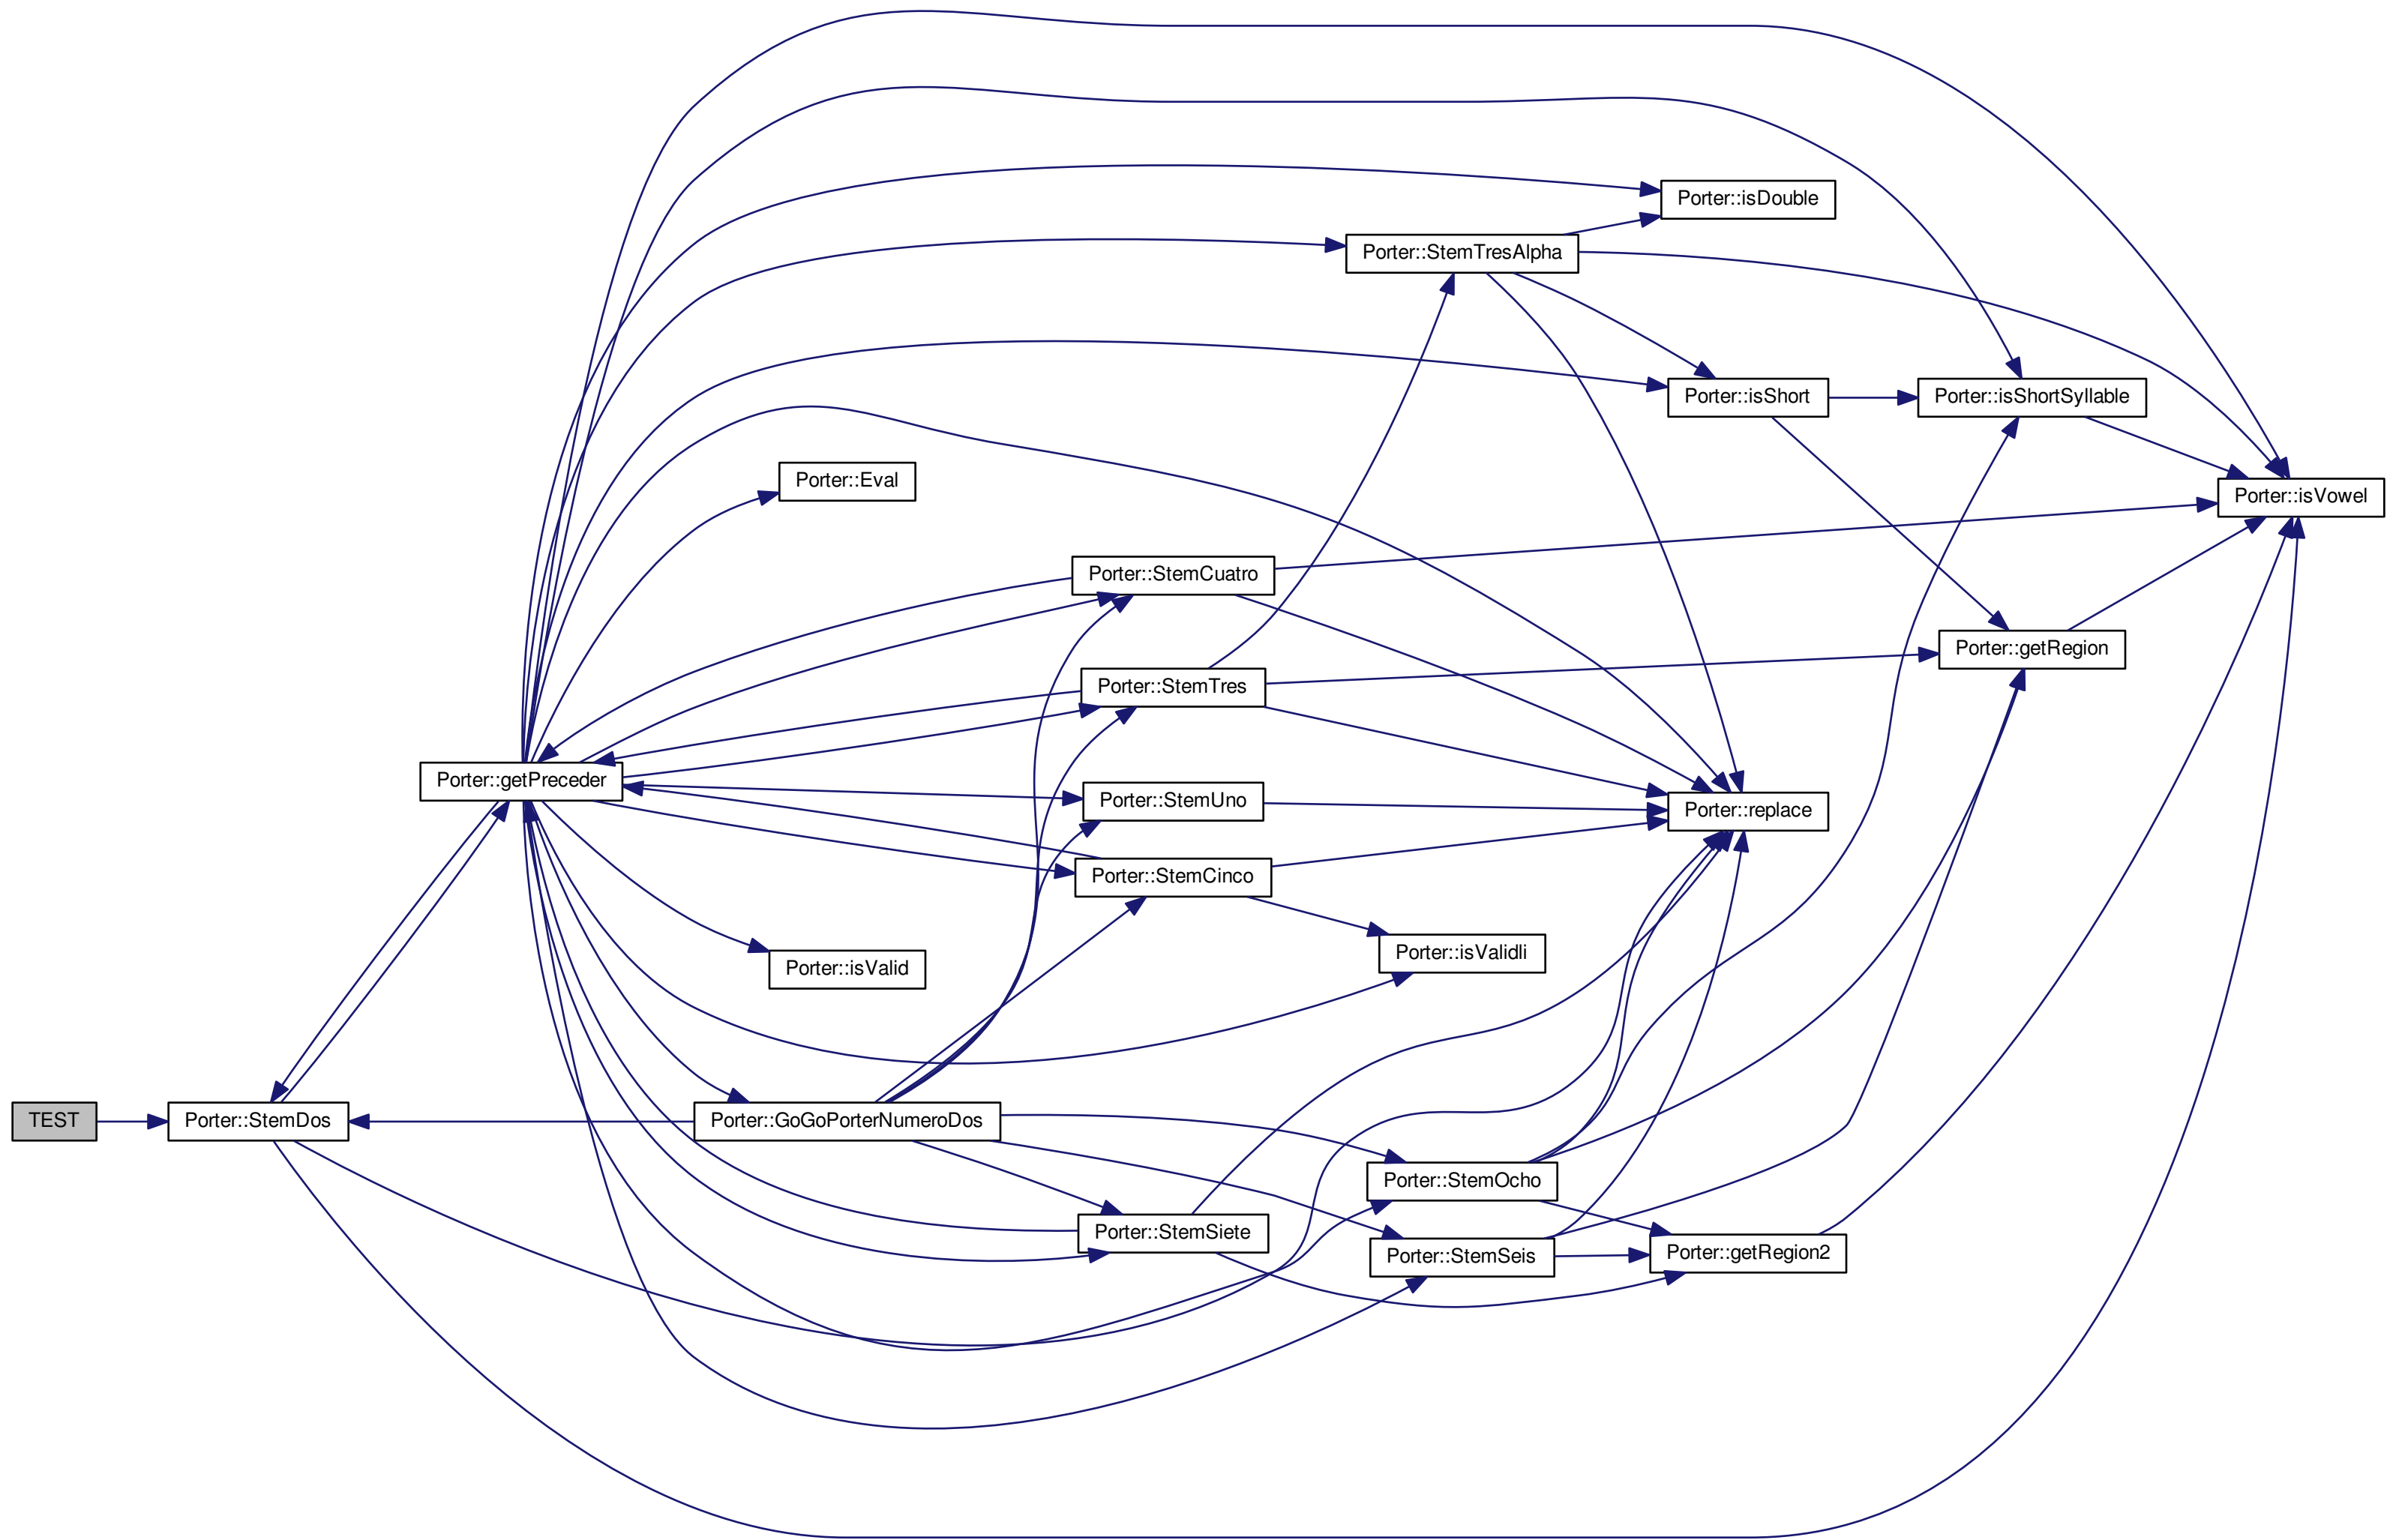 Porter::isDouble
Porter::StemTresAlpha
Porter::isShort
Porter::isShortSyllable
Porter::Eval
Porter::isVowel
Porter::StemCuatro
Porter::getRegion
Porter::StemTres
Porter::getPreceder
Porter::StemUno
Porter::replace
Porter::StemCinco
Porter::isValidli
Porter::isValid
TEST
Porter::StemDos
Porter::GoGoPorterNumeroDos
Porter::StemOcho
Porter::StemSiete
Porter::StemSeis
Porter::getRegion2